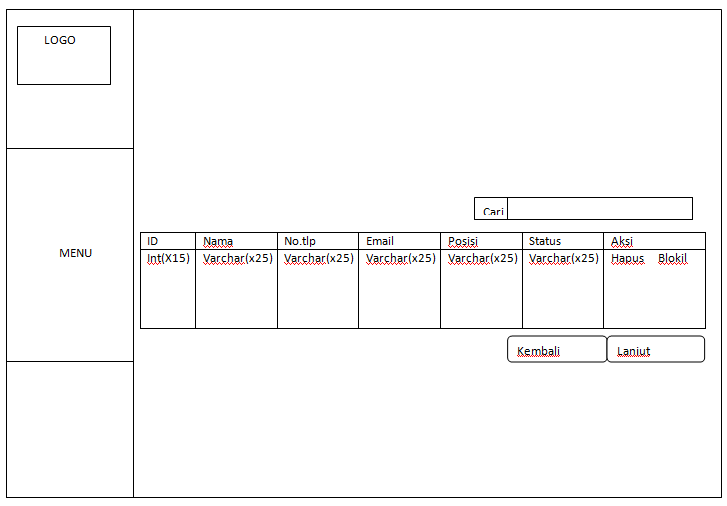 LOGO
MENU
Cari
ID Nama No.tlp Email Posisi Status Aksi
Int(X15) Varchar(x25) Varchar(x25) Varchar(x25) Varchar(x25) Varchar(x25) Hapus Blokil
Kembali Lanjut